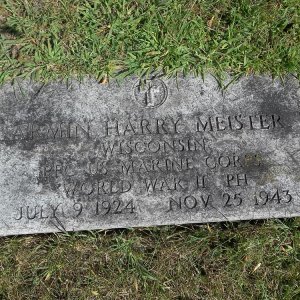 ARMIN HARRY MEISTER
WISCONSIN
PFC US MARINE CORPS
WORLD WAR II PH
JULY 9 1924 NOV 25 1943